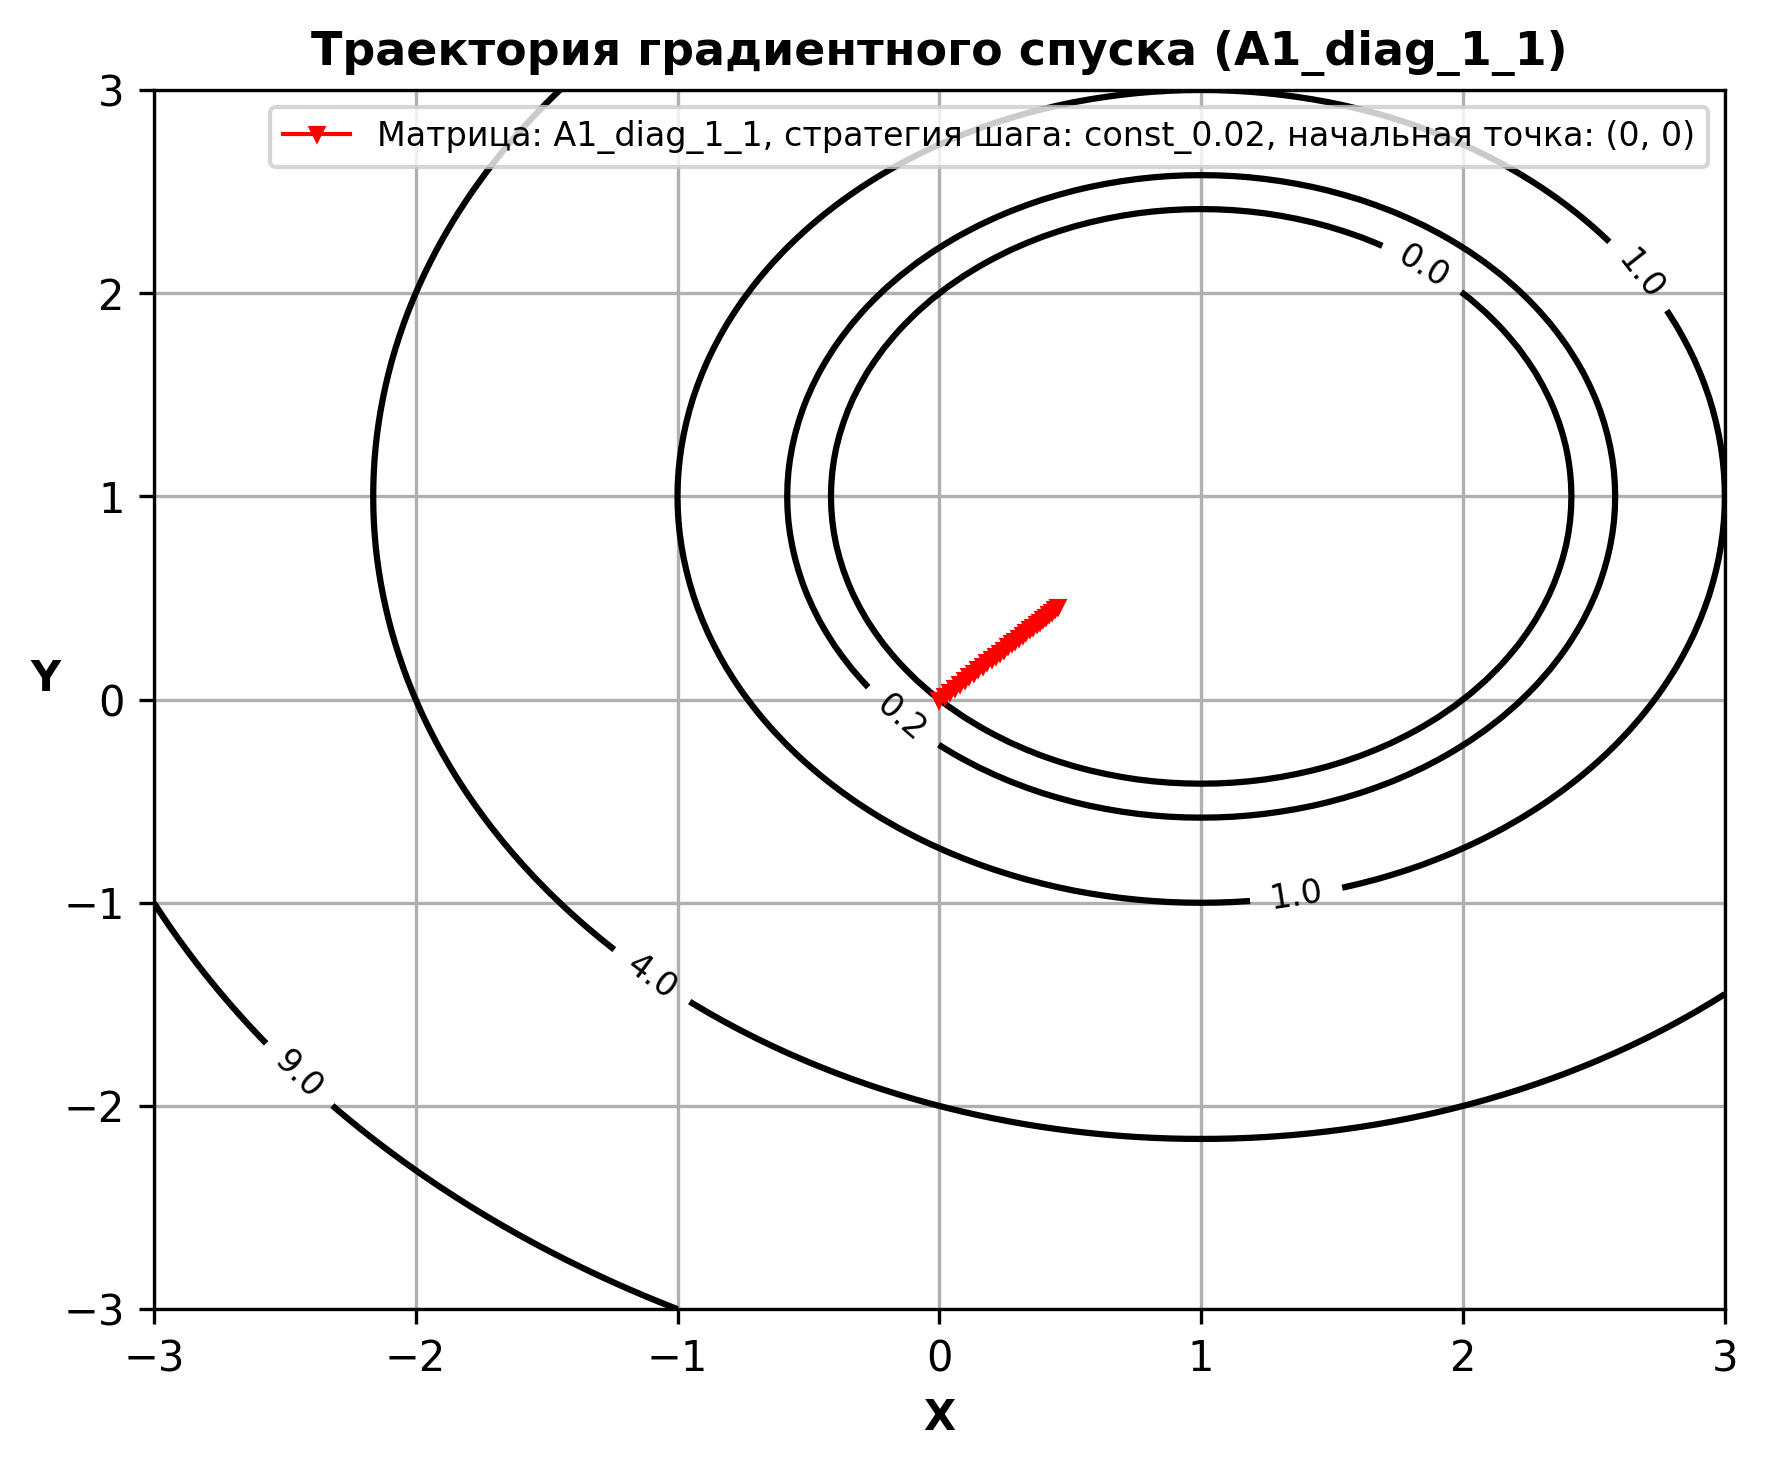 Траектория градиентного спуска (A1_diag_1_1)
Матрица: A1_diag_1_1, стратегия шага: const_0.02, начальная точка: (0, 0)
3
2
1
0
−1
−2
−3
Y
0.0
1.0
0.2
1.0
4.0
9.0
−3 −2 −1 0 1 2 3
X